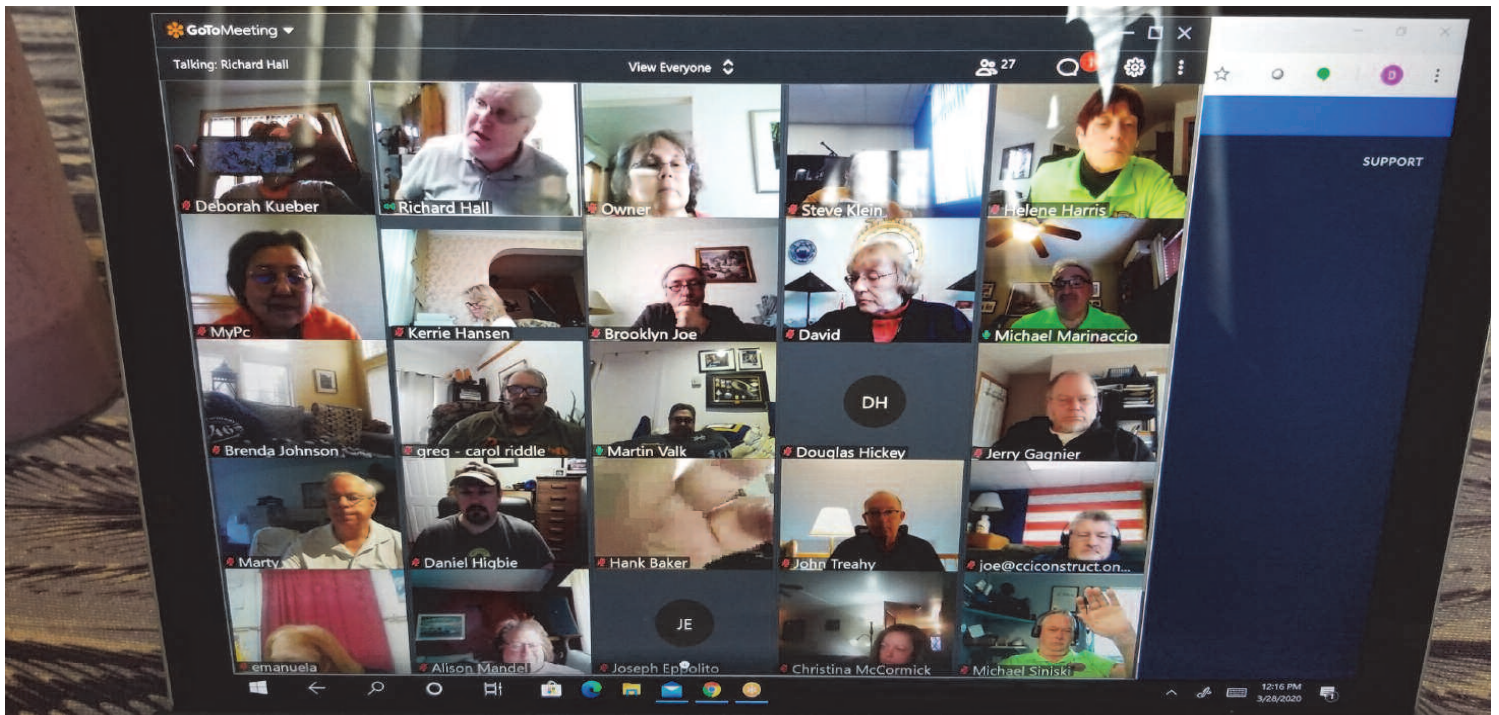 GoToMeeting
Talking: Richard Hall
View Everyone
27
SUPPORT
D
Deborah Kueber
Richard Hall
Owner
Steve Klein
Helene Harris
MyPc
Kerrie Hansen
Brooklyn Joe
David
Michael Marinaccio
DH
Brenda Johnson
greg - carol riddle
Martin Valk
Douglas Hickey
Jerry Gagnier
Marty
Daniel Higbie
Hank Baker
John Treahy
joe@cciconstruct.on...
JE
emanuela
Alison Mandel
Joseph Eppolito
Christina McCormick
Michael Siniski
12:16 PM
3/28/2020